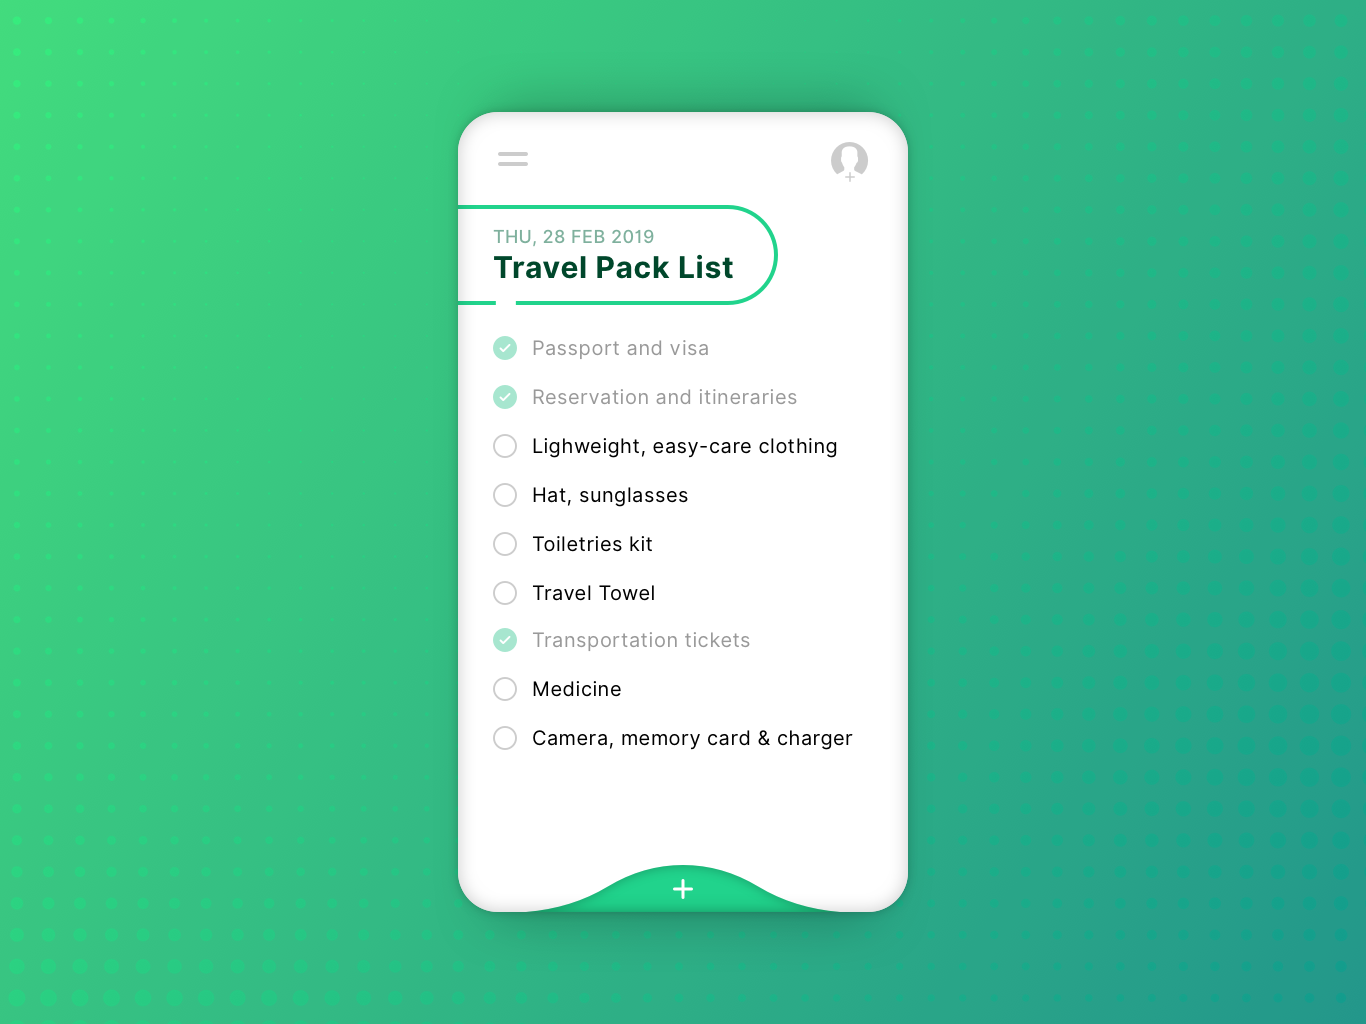 THU, 28 FEB 2019
Travel Pack List
Passport and visa
Reservation and itineraries
Lighweight, easy-care clothing
Hat, sunglasses
Toiletries kit
Travel Towel
Transportation tickets
Medicine
Camera, memory card & charger